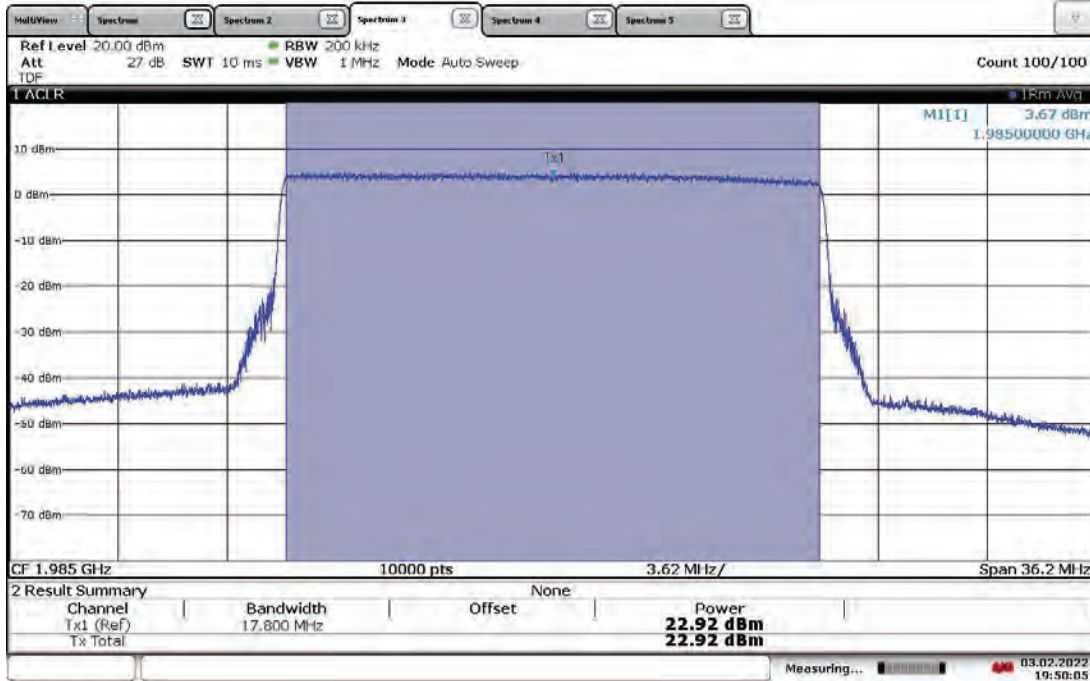 MultiView Spectrum Spectrum 2 Spectrum 3 Spectrum 4 Spectrum 5
Ref Level 20.00 dBm RBW 200 kHz
Att 27 dB SWT 10 ms VBW 1 MHz Mode Auto Sweep Count 100/100
TDF
1 ACLR 1Rm Avg
M1[1] 3.67 dBm
1.98500000 GHz
10 dBm
Tx1
0 dBm
-10 dBm
-20 dBm
-30 dBm
-40 dBm
-50 dBm
-60 dBm
-70 dBm
CF 1.985 GHz 10000 pts 3.62 MHz/ Span 36.2 MHz
2 Result Summary None
Channel Bandwidth Offset Power
Tx1 (Ref) 17.800 MHz 22.92 dBm
Tx Total 22.92 dBm
Measuring... 03.02.2022
19:50:05